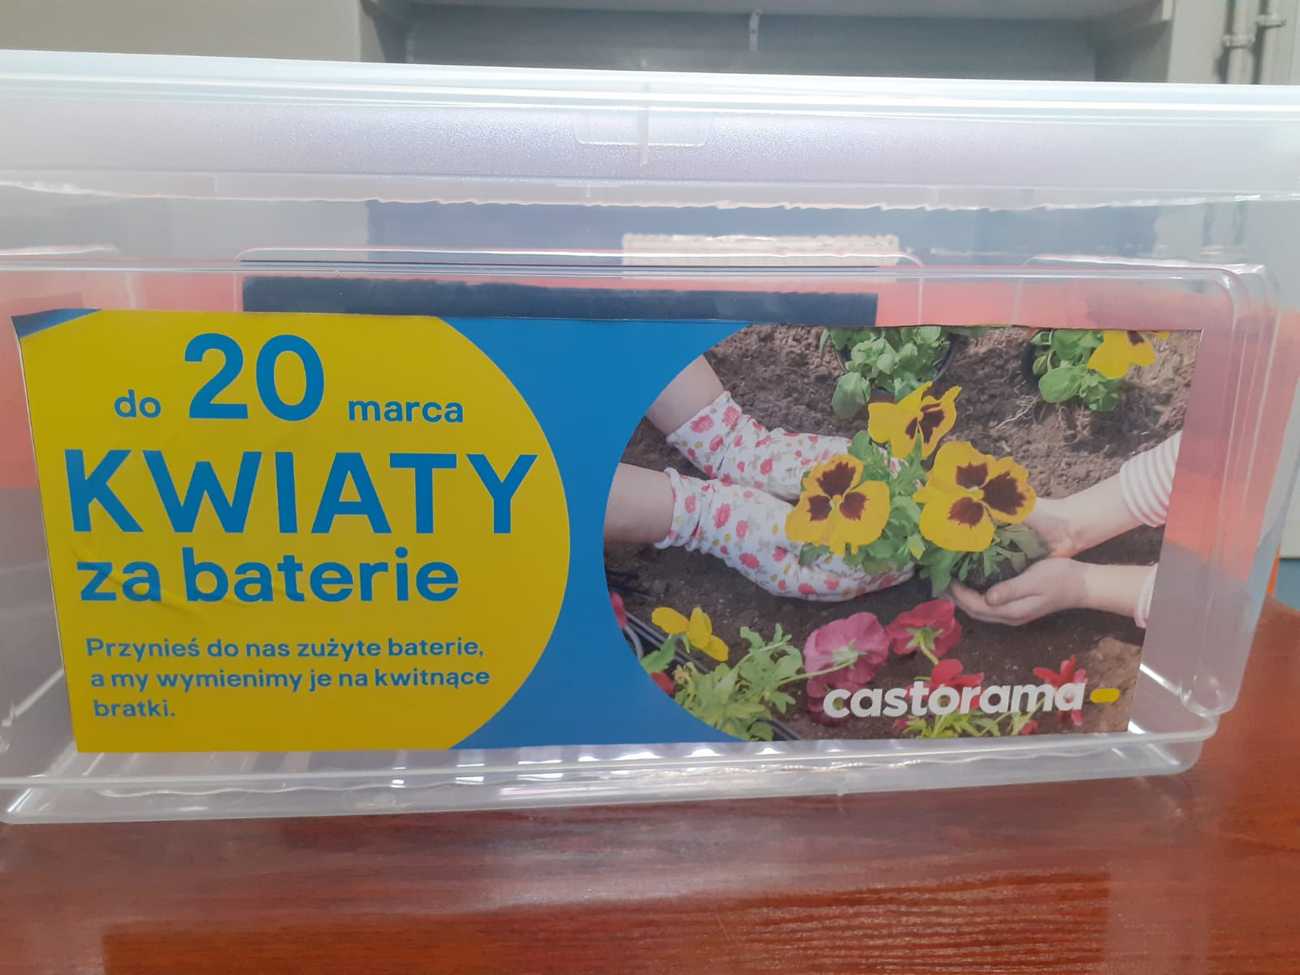 do 20 marca
KWIATY
za baterie
Przynieś do nas zużyte baterie,
a my wymienimy je na kwitnące
bratki.
castorama